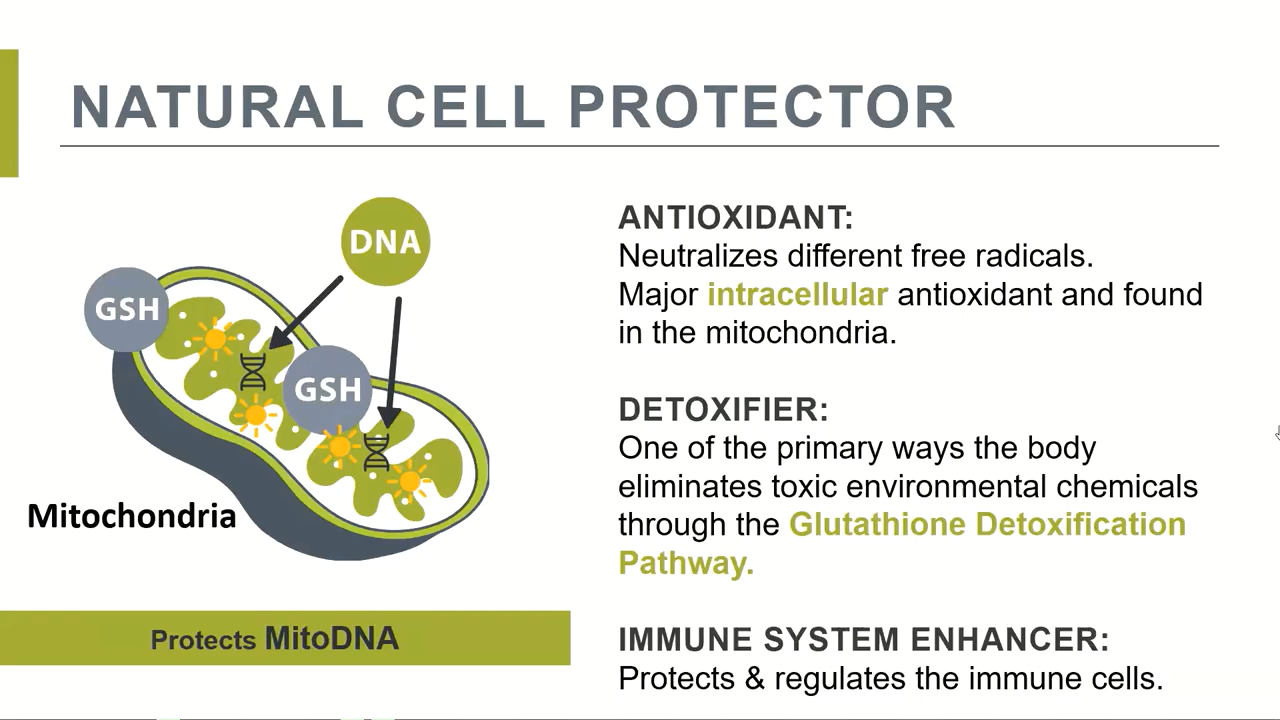 NATURAL CELL PROTECTOR
DNA
GSH
GSH
Mitochondria
Protects MitoDNA
ANTIOXIDANT:
Neutralizes different free radicals.
Major intracellular antioxidant and found
in the mitochondria.
DETOXIFIER:
One of the primary ways the body
eliminates toxic environmental chemicals
through the Glutathione Detoxification
Pathway.
IMMUNE SYSTEM ENHANCER:
Protects & regulates the immune cells.